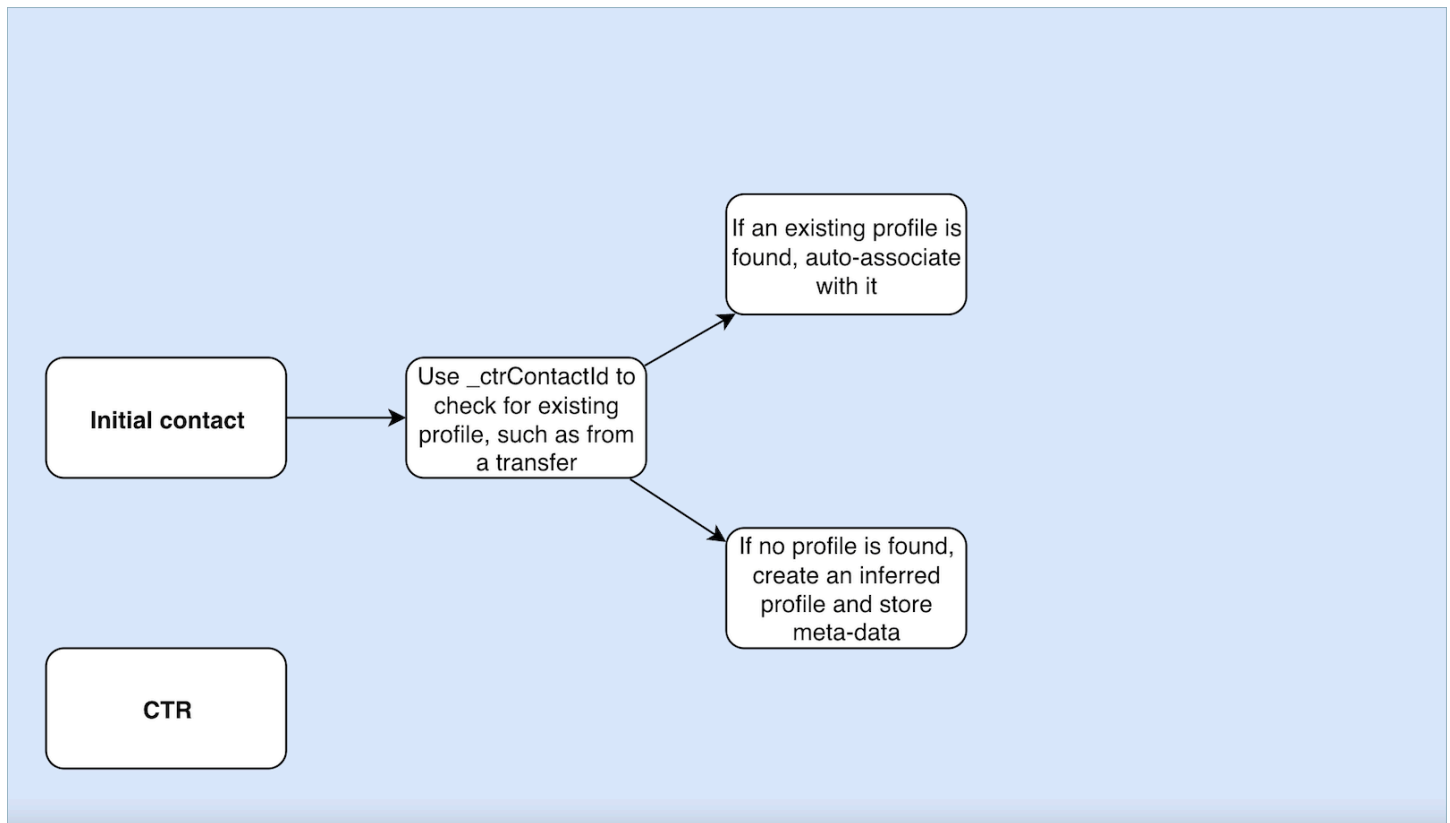 Initial contact
Use _ctrContactId to
check for existing
profile, such as from
a transfer
If an existing profile is
found, auto-associate
with it
If no profile is found,
create an inferred
profile and store
meta-data
CTR